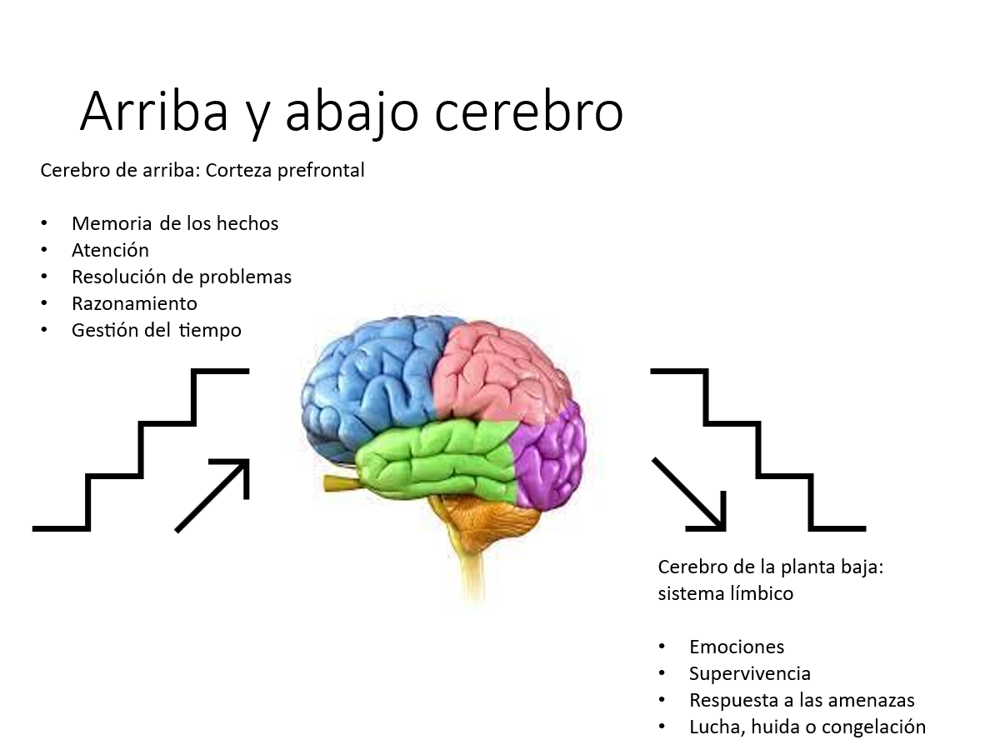 Arriba y abajo cerebro
Cerebro de arriba: Corteza prefrontal
• Memoria de los hechos
• Atención
• Resolución de problemas
• Razonamiento
• Gestión del tiempo
Cerebro de la planta baja:
sistema límbico
• Emociones
• Supervivencia
• Respuesta a las amenazas
• Lucha, huida o congelación